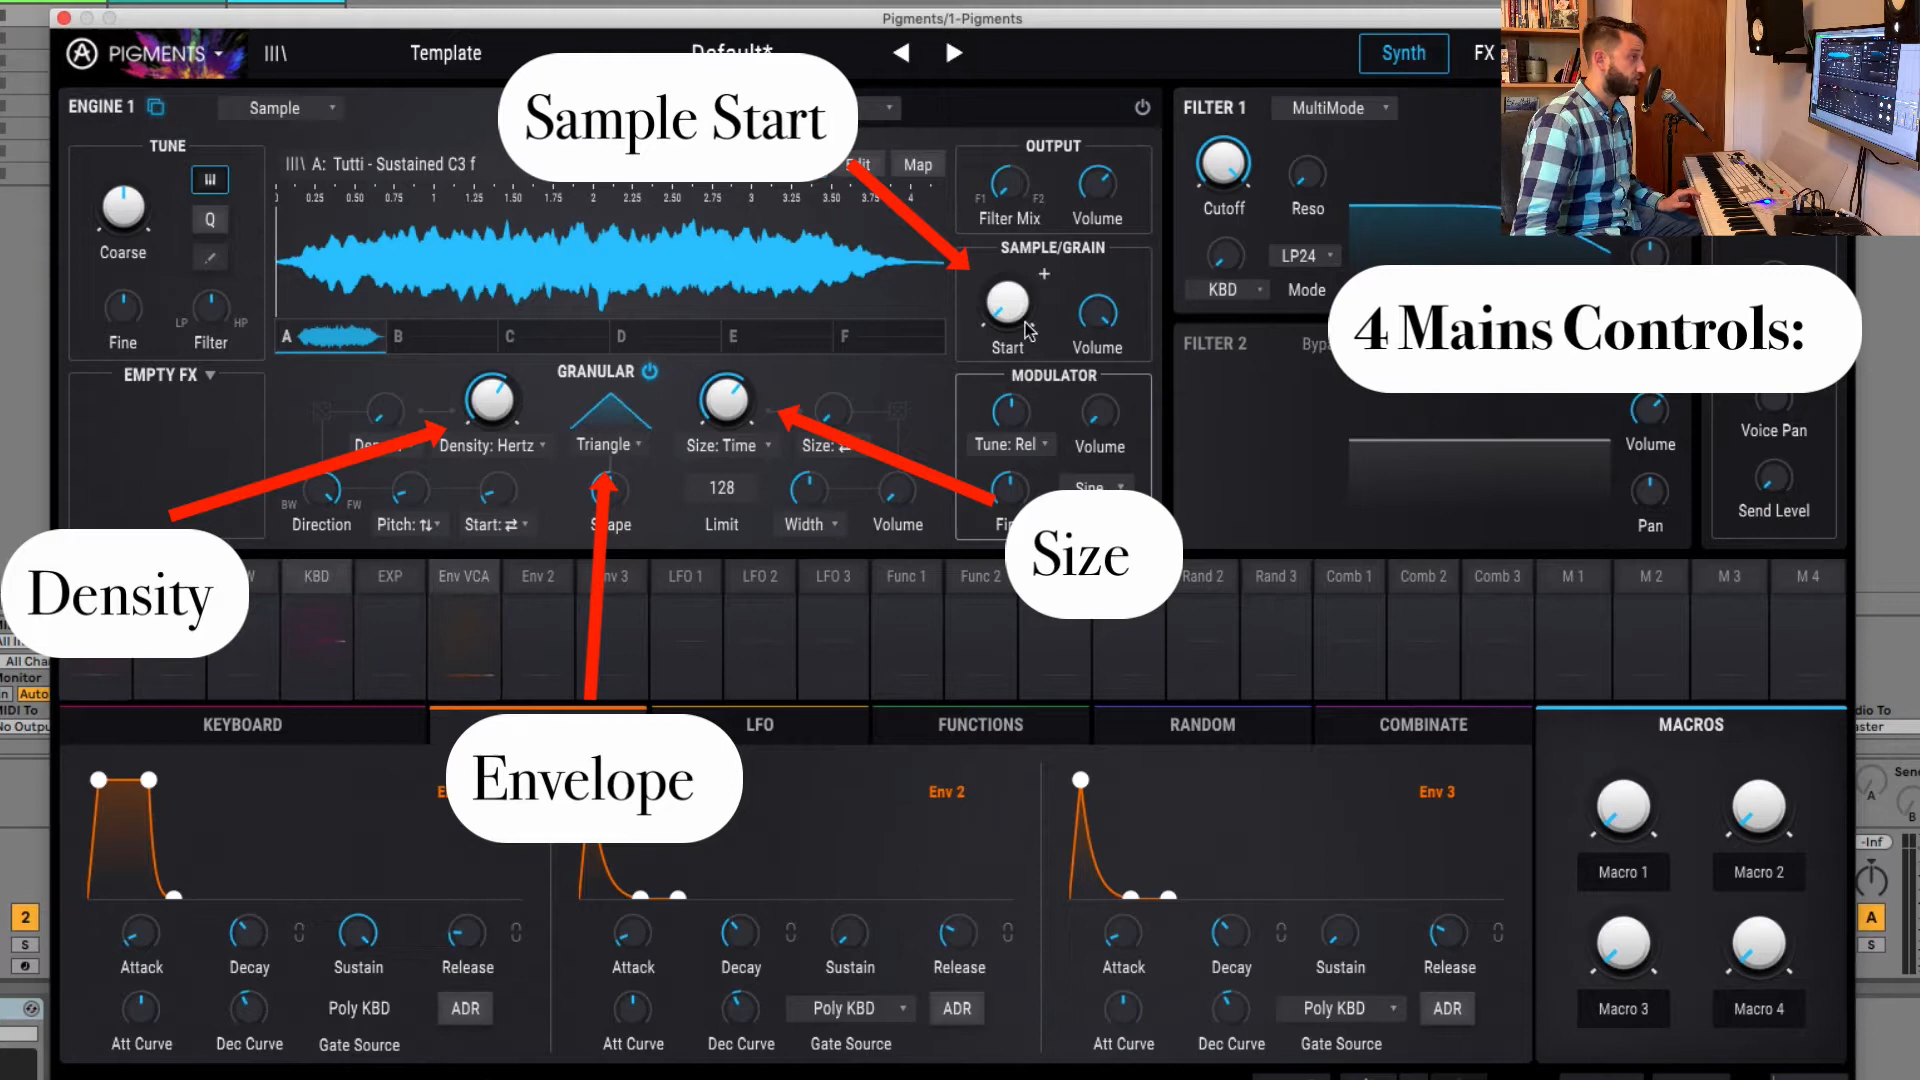 Pigments/1-Pigments
PIGMENTS
Template
Default*
Synth
FX
Sample Start
ENGINE 1
Sample
FILTER 1
MultiMode
TUNE
A: Tutti - Sustained C3 f
Map
OUTPUT
0.25 0.50 0.75 1 1.25 1.50 1.75 2 2.25 2.50 2.75 3 3.25 3.50 3.75 4
Q
Coarse
F1 F2
Filter Mix
Volume
Cutoff
Reso
SAMPLE/GRAIN
LP24
KBD
Mode
LP HP
Fine
Filter
A B C D E F
Start
Volume
4 Mains Controls:
FILTER 2
EMPTY FX
GRANULAR
MODULATOR
Density: Hertz
Triangle
Size: Time
Size:
Tune: Rel
Volume
Volume
Voice Pan
BW FW
128
Direction
Pitch:
Start:
Limit
Width
Volume
Pan
Send Level
Density
Size
KBD EXP Env VCA Env 2 LFO 1 LFO 2 LFO 3 Func 1 Func 2 Rand 2 Rand 3 Comb 1 Comb 2 Comb 3 M 1 M 2 M 3 M 4
Auto
KEYBOARD
LFO
FUNCTIONS
RANDOM
COMBINATE
MACROS
Envelope
Env 2
Env 3
Macro 1
Macro 2
-Inf
2
S
A
S
Attack Decay Sustain Release
Attack Decay Sustain Release
Attack Decay Sustain Release
Poly KBD
ADR
Poly KBD
ADR
Poly KBD
ADR
Macro 3
Macro 4
Att Curve Dec Curve Gate Source
Att Curve Dec Curve Gate Source
Att Curve Dec Curve Gate Source